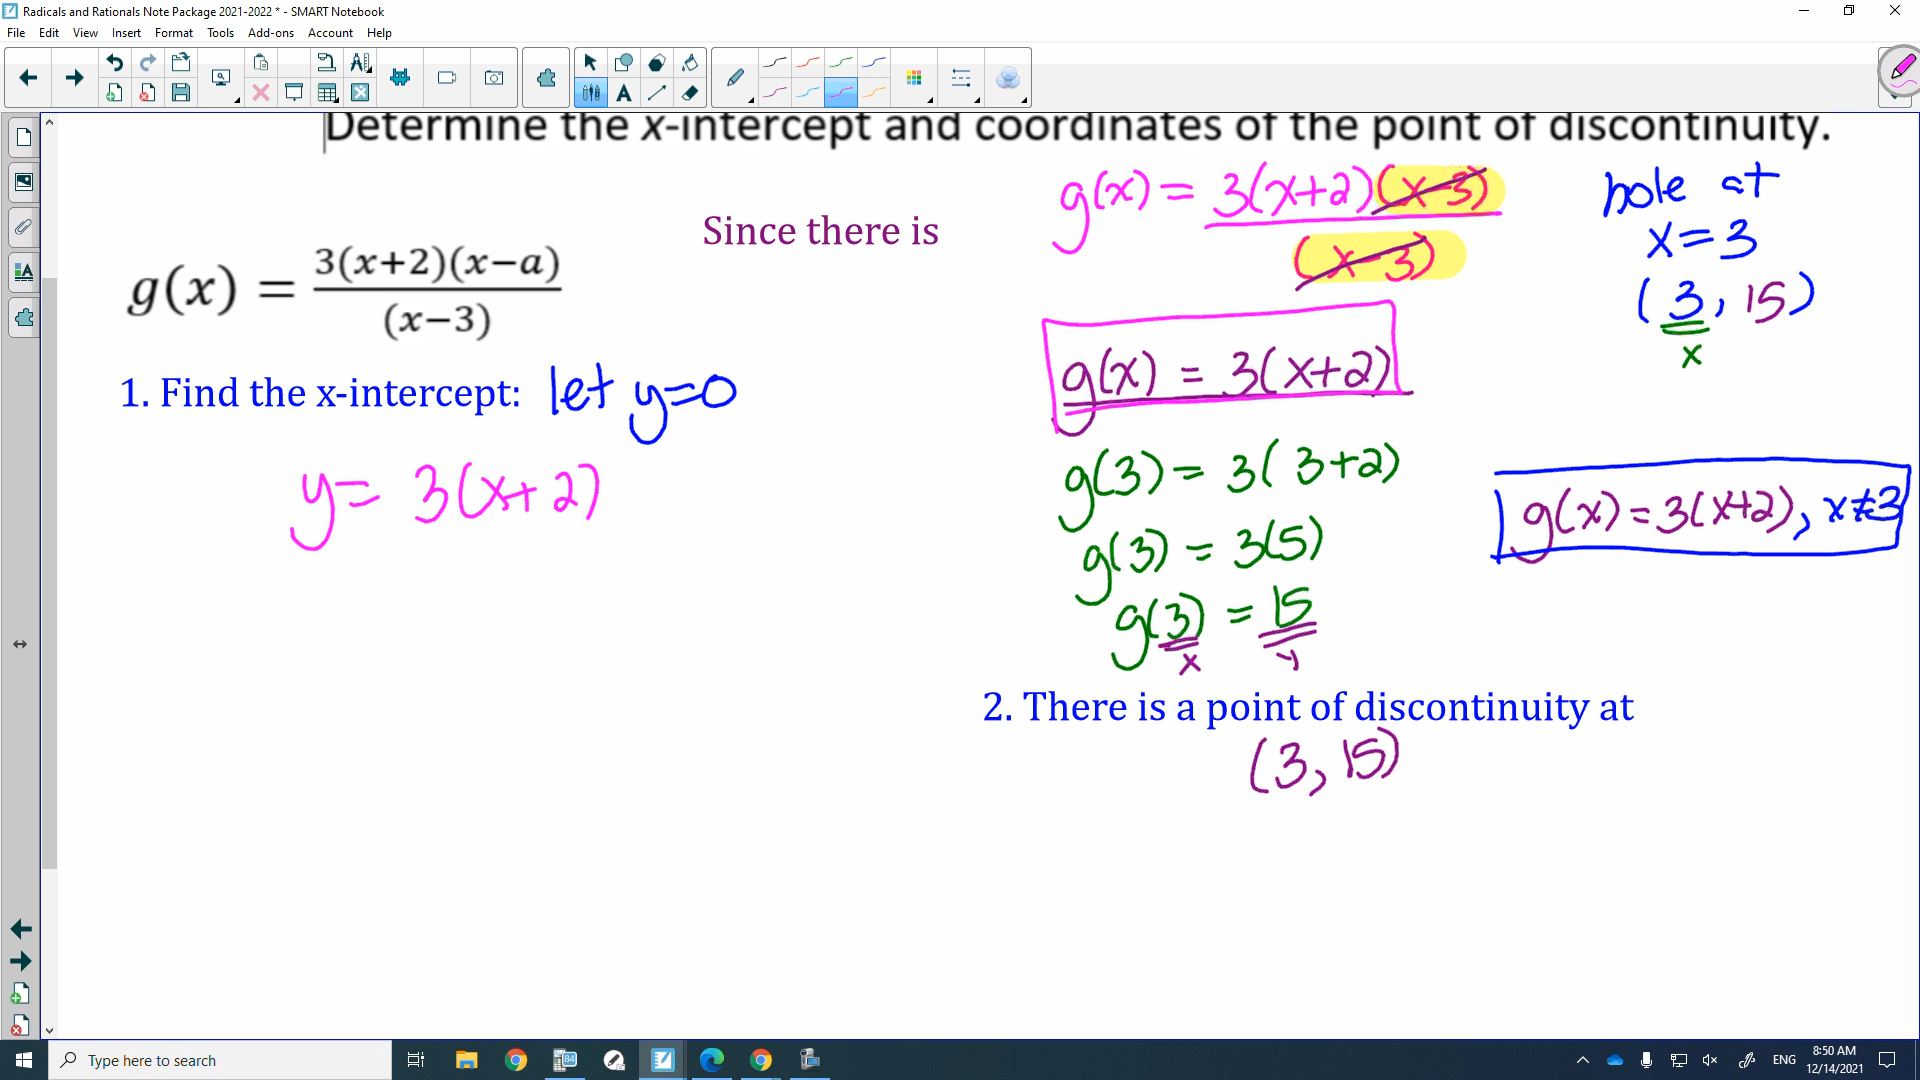 Radicals and Rationals Note Package 2021-2022 * - SMART Notebook
File Edit View Insert Format Tools Add-ons Account Help
Determine the x-intercept and coordinates of the point of discontinuity.
Since there is
g(x) = 3(x+2)(x-3)
(x-3)
hole at
x=3
(3, 15)
x
g(x) = 3(x+2)(x-a)
(x-3)
g(x) = 3(x+2)
1. Find the x-intercept: let y=0
y= 3(x+2)
g(3) = 3(3+2)
g(3) = 3(5)
g(3) = 15
x y
g(x)=3(x+2), x≠3
2. There is a point of discontinuity at
(3, 15)
Type here to search
84
ENG
8:50 AM
12/14/2021